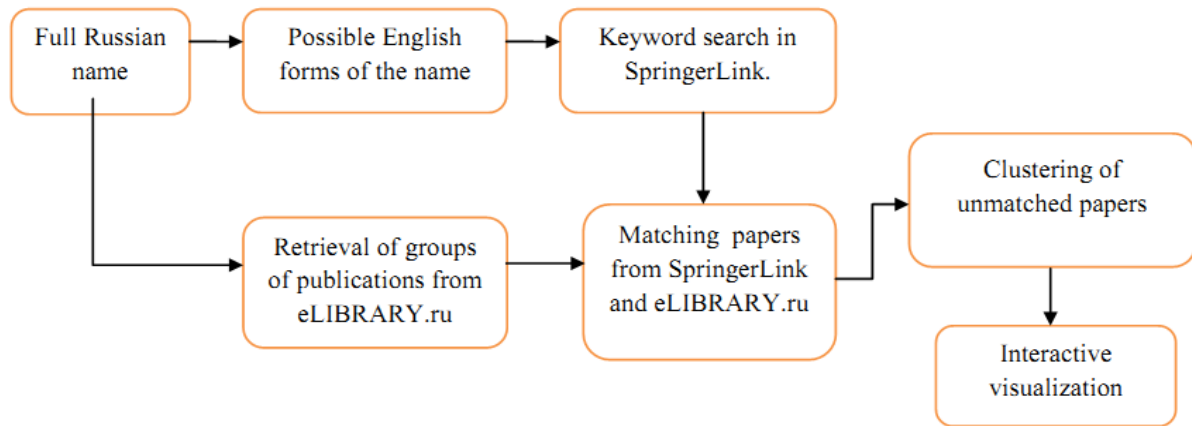 Full Russian
name
Possible English
forms of the name
Keyword search in
SpringerLink.
Retrieval of groups
of publications from
eLIBRARY.ru
Matching papers
from SpringerLink
and eLIBRARY.ru
Clustering of
unmatched papers
Interactive
visualization